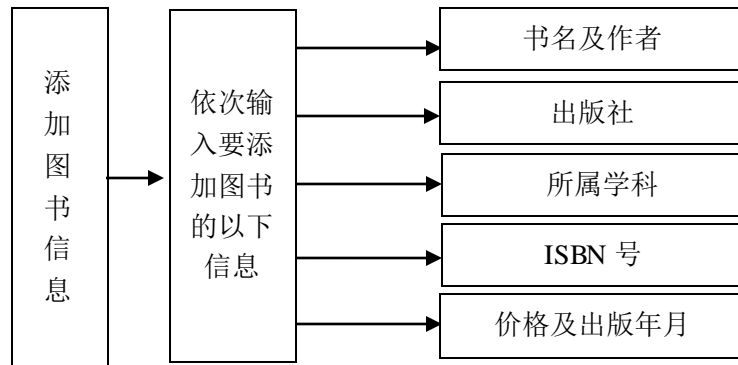 添加图书信息
依次输
入要添
加图书
的以下
信息
书名及作者
出版社
所属学科
ISBN 号
价格及出版年月